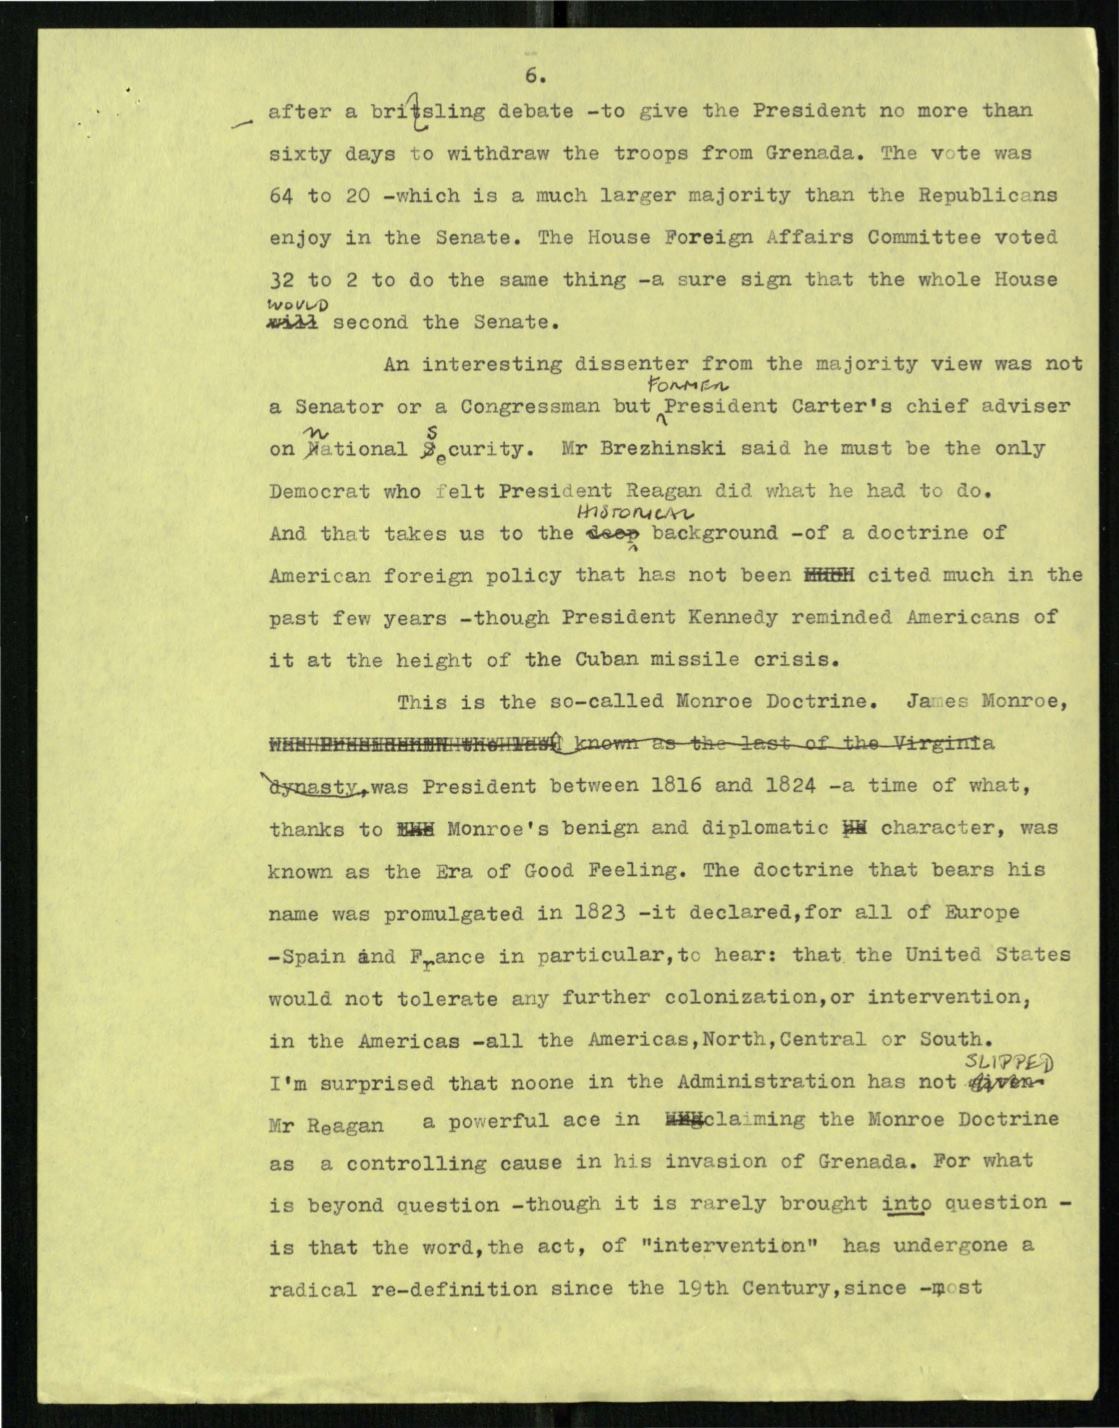 6.
after a britsling debate -to give the President no more than
sixty days to withdraw the troops from Grenada. The vote was
64 to 20 -which is a much larger majority than the Republicans
enjoy in the Senate. The House Foreign Affairs Committee voted
32 to 2 to do the same thing -a sure sign that the whole House
WOULD
will second the Senate.
An interesting dissenter from the majority view was not
FORMER
a Senator or a Congressman but President Carter's chief adviser
n s
on National Security. Mr Brezhinski said he must be the only
Democrat who felt President Reagan did what he had to do.
HISTORICAL
And that takes us to the deep background -of a doctrine of
American foreign policy that has not been cited much in the
past few years -though President Kennedy reminded Americans of
it at the height of the Cuban missile crisis.
This is the so-called Monroe Doctrine. James Monroe,
was the last known as the last of the Virginia
dynasty, was President between 1816 and 1824 -a time of what,
thanks to Monroe's benign and diplomatic character, was
known as the Era of Good Feeling. The doctrine that bears his
name was promulgated in 1823 -it declared,for all of Europe
-Spain and France in particular,to hear: that the United States
would not tolerate any further colonization,or intervention,
in the Americas -all the Americas,North,Central or South.
SLIPPED
I'm surprised that noone in the Administration has not given
Mr Reagan a powerful ace in claiming the Monroe Doctrine
as a controlling cause in his invasion of Grenada. For what
is beyond question -though it is rarely brought into question -
is that the word,the act, of "intervention" has undergone a
radical re-definition since the 19th Century,since -most